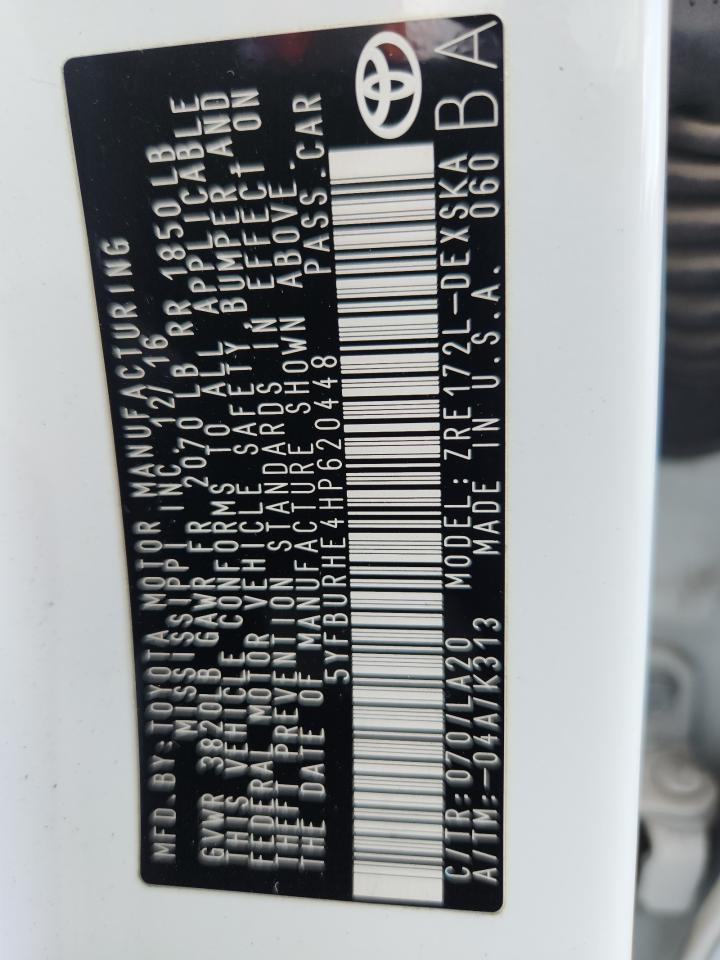 MFD. BY: TOYOTA MOTOR MANUFACTURING
MISSISSIPPI INC. 12/16
GVWR 3820LB GAWR FR 2070LB RR 1850LB
THIS VEHICLE CONFORMS TO ALL APPLICABLE
FEDERAL MOTOR VEHICLE SAFETY, BUMPER AND
THEFT PREVENTION STANDARDS IN EFFECT ON
THE DATE OF MANUFACTURE SHOWN ABOVE.
5YFBURHE4HP620448 PASS. CAR
C/TR: 070/LA20 MODEL: ZRE172L-DEXSKA
A/TM: -04A/K313 MADE IN U.S.A. 060
BA